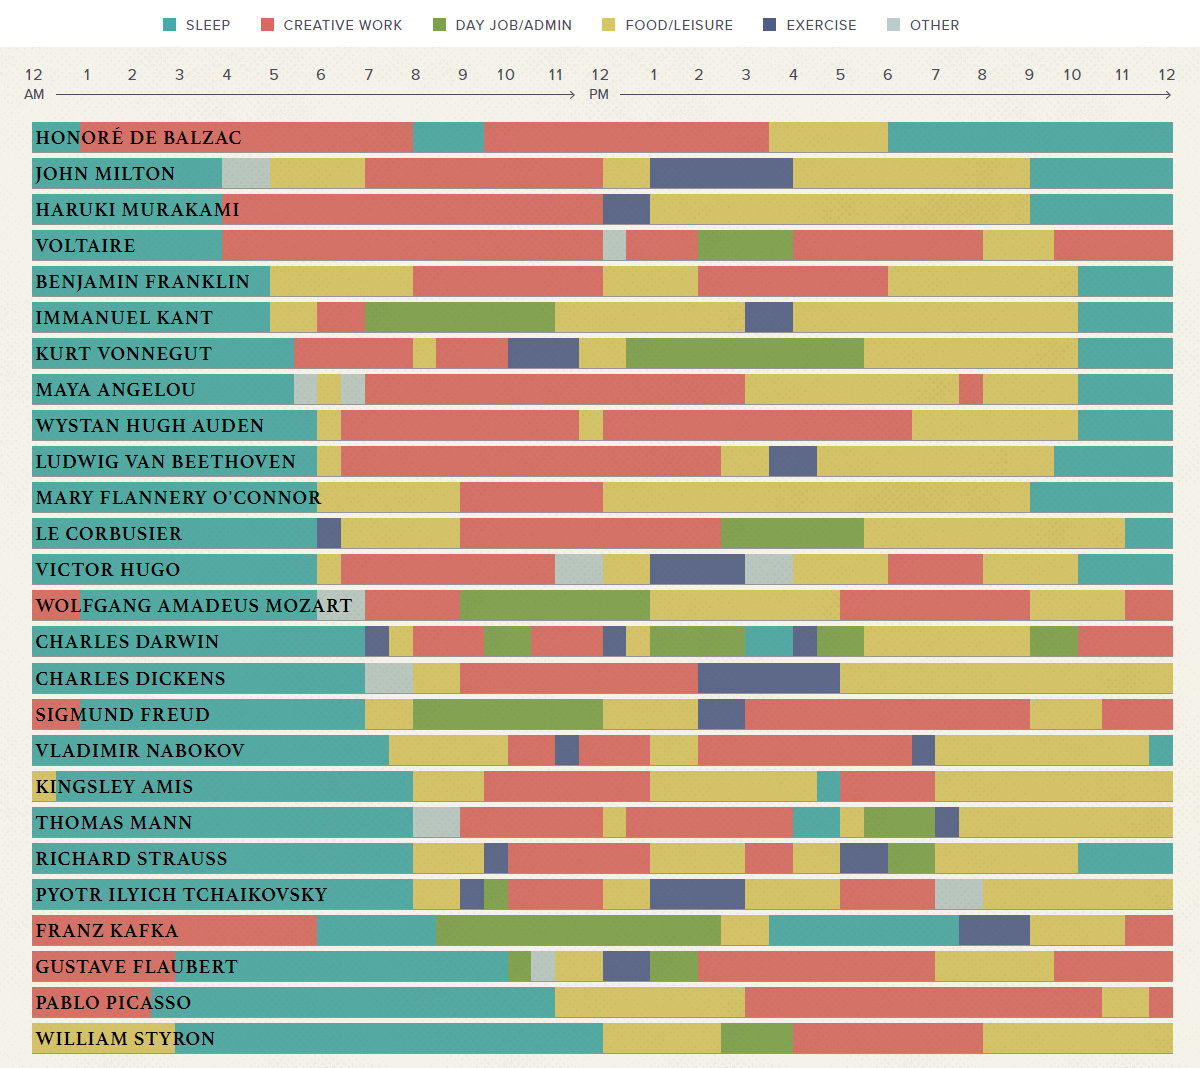 SLEEP CREATIVE WORK DAY JOB/ADMIN FOOD/LEISURE EXERCISE OTHER
12 1 2 3 4 5 6 7 8 9 10 11 12 1 2 3 4 5 6 7 8 9 10 11 12
AM PM
HONORÉ DE BALZAC
JOHN MILTON
HARUKI MURAKAMI
VOLTAIRE
BENJAMIN FRANKLIN
IMMANUEL KANT
KURT VONNEGUT
MAYA ANGELOU
WYSTAN HUGH AUDEN
LUDWIG VAN BEETHOVEN
MARY FLANNERY O'CONNOR
LE CORBUSIER
VICTOR HUGO
WOLFGANG AMADEUS MOZART
CHARLES DARWIN
CHARLES DICKENS
SIGMUND FREUD
VLADIMIR NABOKOV
KINGSLEY AMIS
THOMAS MANN
RICHARD STRAUSS
PYOTR ILYICH TCHAIKOVSKY
FRANZ KAFKA
GUSTAVE FLAUBERT
PABLO PICASSO
WILLIAM STYRON